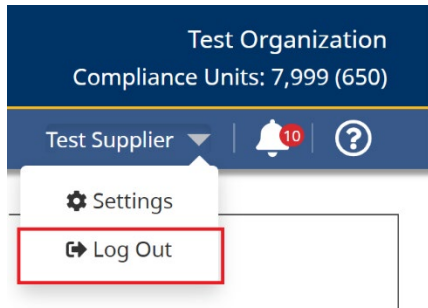 Test Organization
Compliance Units: 7,999 (650)
Test Supplier 10 ?
Settings
Log Out